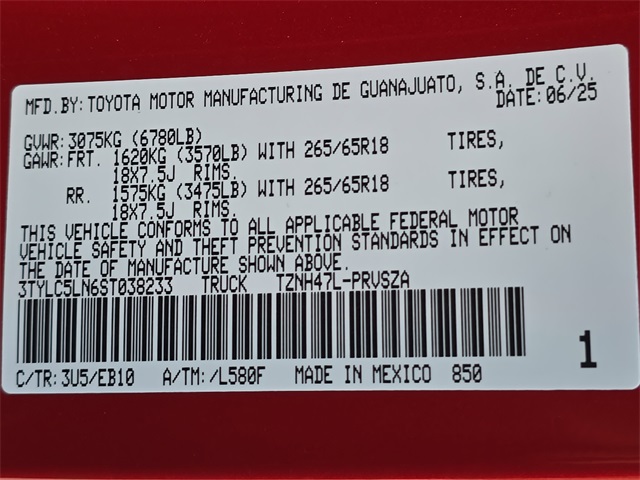 MFD.BY: TOYOTA MOTOR MANUFACTURING DE GUANAJUATO, S.A. DE C.V.
DATE: 06/25
GVWR: 3075KG (6780LB)
GAWR: FRT. 1620KG (3570LB) WITH 265/65R18 TIRES,
18X7.5J RIMS.
RR. 1575KG (3475LB) WITH 265/65R18 TIRES,
18X7.5J RIMS.
THIS VEHICLE CONFORMS TO ALL APPLICABLE FEDERAL MOTOR
VEHICLE SAFETY AND THEFT PREVENTION STANDARDS IN EFFECT ON
THE DATE OF MANUFACTURE SHOWN ABOVE.
3TYLC5LN6ST038233 TRUCK TZNH47L-PRVSZA
1
C/TR: 3U5/EB10 A/TM: /L580F MADE IN MEXICO 850